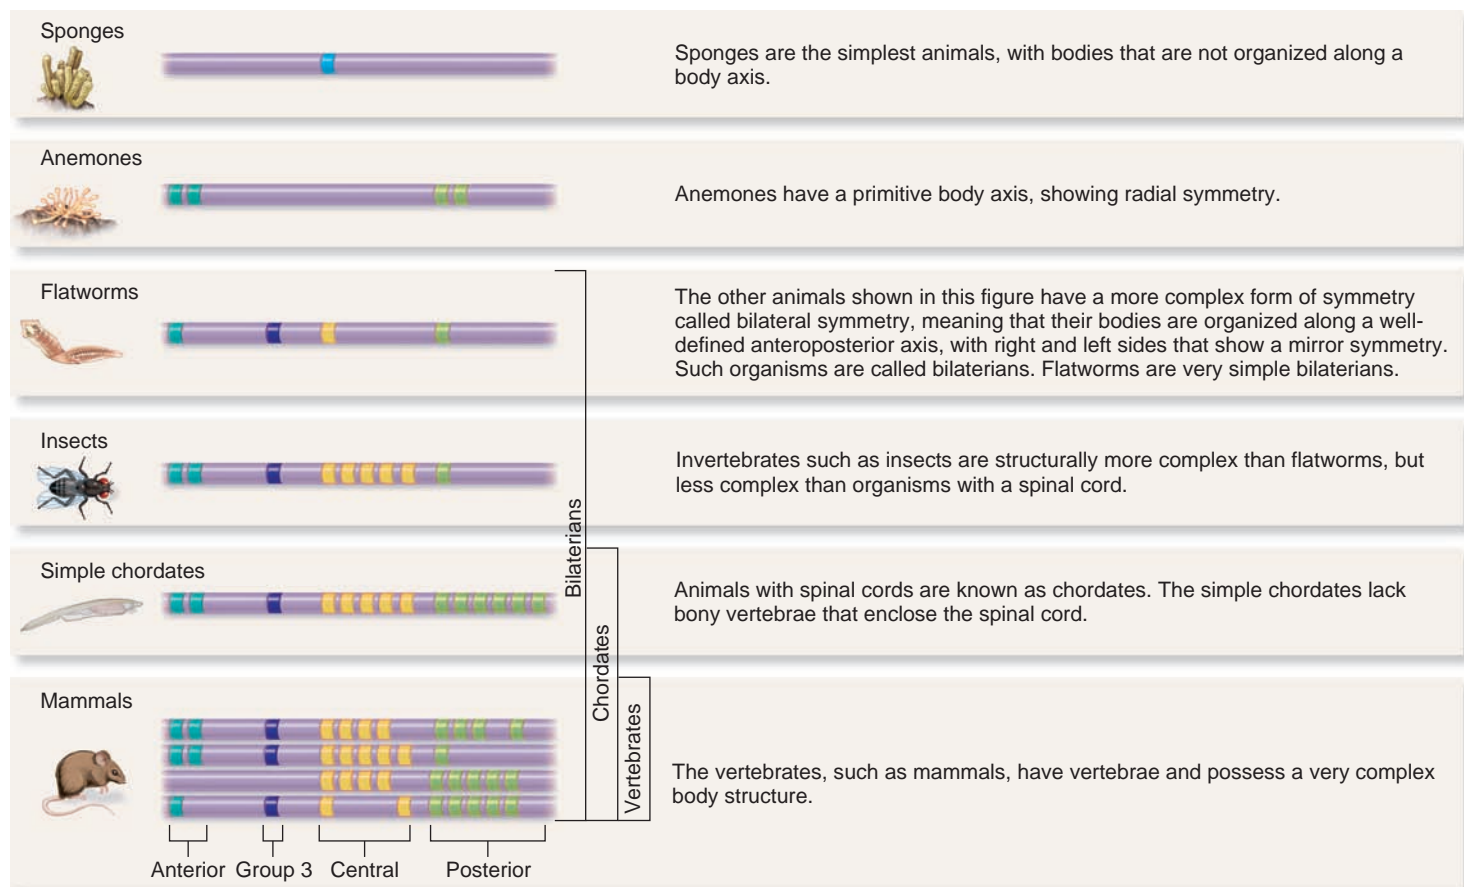 Sponges
Sponges are the simplest animals, with bodies that are not organized along a
body axis.
Anemones
Anemones have a primitive body axis, showing radial symmetry.
Flatworms
The other animals shown in this figure have a more complex form of symmetry
called bilateral symmetry, meaning that their bodies are organized along a well-
defined anteroposterior axis, with right and left sides that show a mirror symmetry.
Such organisms are called bilaterians. Flatworms are very simple bilaterians.
Insects
Invertebrates such as insects are structurally more complex than flatworms, but
less complex than organisms with a spinal cord.
Bilaterians
Simple chordates
Animals with spinal cords are known as chordates. The simple chordates lack
bony vertebrae that enclose the spinal cord.
Chordates
Mammals
Vertebrates
The vertebrates, such as mammals, have vertebrae and possess a very complex
body structure.
Anterior Group 3 Central Posterior